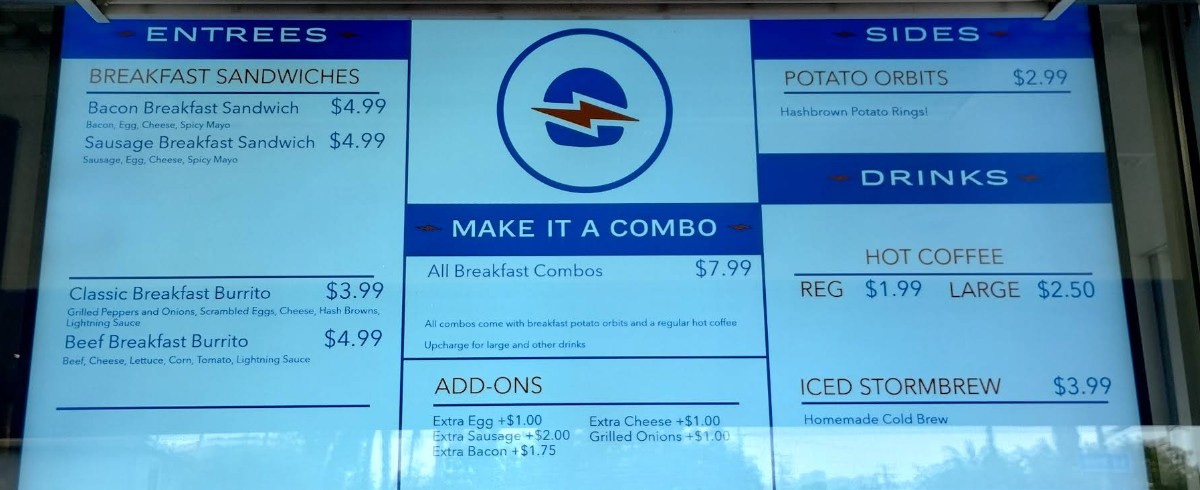 ENTREES
BREAKFAST SANDWICHES
Bacon Breakfast Sandwich $4.99
Bacon, Egg, Cheese, Spicy Mayo
Sausage Breakfast Sandwich $4.99
Sausage, Egg, Cheese, Spicy Mayo
Classic Breakfast Burrito $3.99
Grilled Peppers and Onions, Scrambled Eggs, Cheese, Hash Browns,
Lightning Sauce
Beef Breakfast Burrito $4.99
Beef, Cheese, Lettuce, Corn, Tomato, Lightning Sauce
MAKE IT A COMBO
All Breakfast Combos $7.99
All combos come with breakfast potato orbits and a regular hot coffee
Upcharge for large and other drinks
ADD-ONS
Extra Egg +$1.00 Extra Cheese +$1.00
Extra Sausage +$2.00 Grilled Onions +$1.00
Extra Bacon +$1.75
SIDES
POTATO ORBITS $2.99
Hashbrown Potato Rings!
DRINKS
HOT COFFEE
REG $1.99 LARGE $2.50
ICED STORMBREW $3.99
Homemade Cold Brew